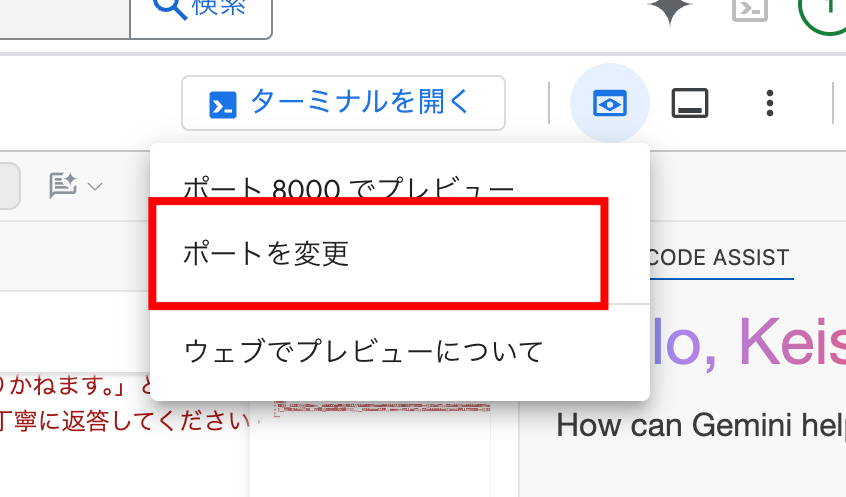 検索
ターミナルを開く
ポート 8000 でプレビュー
ポートを変更
CODE ASSIST
ウェブでプレビューについて
lo, Keis
りかねます。」と
丁寧に返答してください
How can Gemini hel